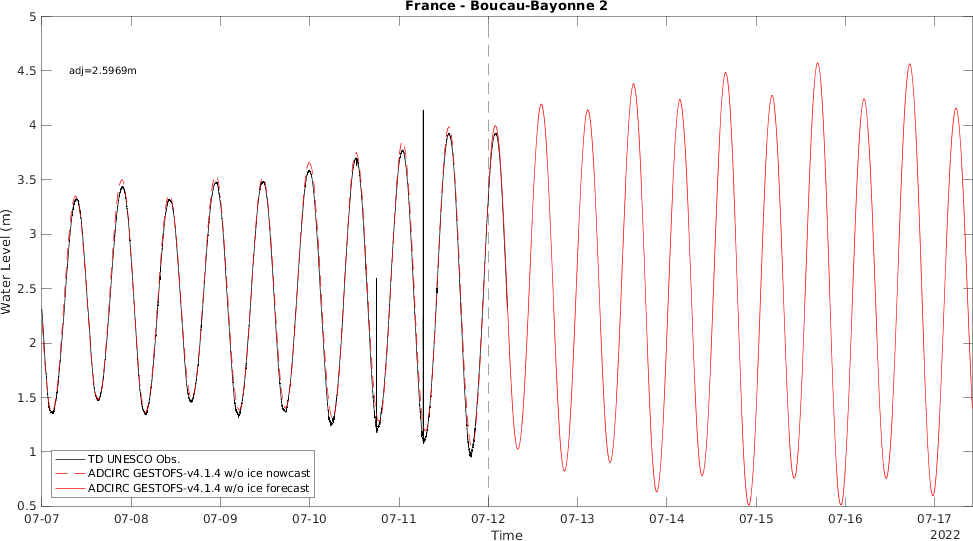 France - Boucau-Bayonne 2
5
4.5
4
3.5
3
2.5
2
1.5
1
0.5
Water Level (m)
adj=2.5969m
TD UNESCO Obs.
ADCIRC GESTOFS-v4.1.4 w/o ice nowcast
ADCIRC GESTOFS-v4.1.4 w/o ice forecast
07-07 07-08 07-09 07-10 07-11 07-12 07-13 07-14 07-15 07-16 07-17
Time
2022